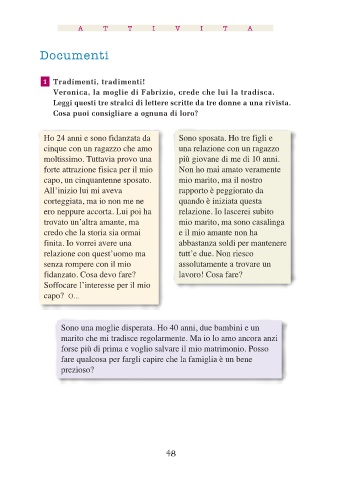 A T T I V I T A
Documenti
1 Tradimenti, tradimenti!
Veronica, la moglie di Fabrizio, crede che lui la tradisca.
Leggi questi tre stralci di lettere scritte da tre donne a una rivista.
Cosa puoi consigliare a ognuna di loro?
Ho 24 anni e sono fidanzata da
cinque con un ragazzo che amo
moltissimo. Tuttavia provo una
forte attrazione fisica per il mio
capo, un cinquantenne sposato.
All'inizio lui mi aveva
corteggiata, ma io non me ne
ero neppure accorta. Lui poi ha
trovato un'altra amante, ma
credo che la storia sia ormai
finita. Io vorrei avere una
relazione con quest'uomo ma
senza rompere con il mio
fidanzato. Cosa devo fare?
Soffocare l'interesse per il mio
capo? O...
Sono sposata. Ho tre figli e
una relazione con un ragazzo
più giovane di me di 10 anni.
Non ho mai amato veramente
mio marito, ma il nostro
rapporto è peggiorato da
quando è iniziata questa
relazione. Io lascerei subito
mio marito, ma sono casalinga
e il mio amante non ha
abbastanza soldi per mantenere
tutt'e due. Non riesco
assolutamente a trovare un
lavoro! Cosa fare?
Sono una moglie disperata. Ho 40 anni, due bambini e un
marito che mi tradisce regolarmente. Ma io lo amo ancora anzi
forse più di prima e voglio salvare il mio matrimonio. Posso
fare qualcosa per fargli capire che la famiglia è un bene
prezioso?
48